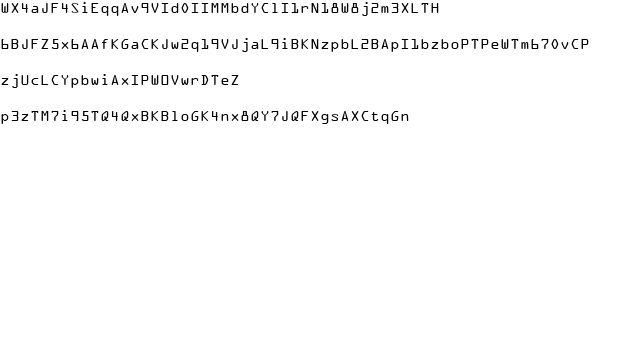 WX4aJF4SiEqqAv9VId0IIMMbdYClI1rN18W8j2m3XLTH
6BJFZ5x6AAfKGaCKJw2q19VJjaL9iBKNzpbL2BApI1bzboPTPeWTm670vCP
zjUcLCYpbwiAxIPWOVwrDTeZ
p3zTM7i95TQ4QxBKBloGK4nx8QY7JQFXgsAXCtqGn